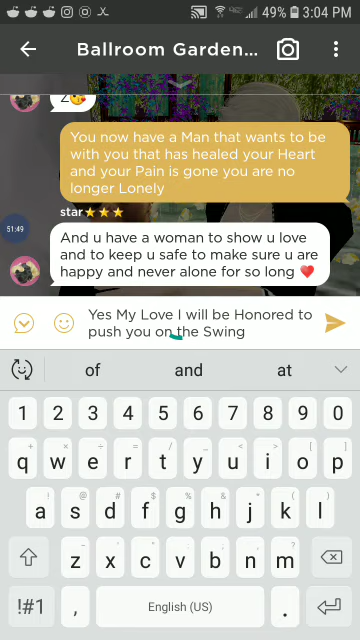 49% 3:04 PM
Ballroom Garden...
You now have a Man that wants to be
with you that has healed your Heart
and your Pain is gone you are no
longer Lonely
star⭐⭐⭐
51:49
And u have a woman to show u love
and to keep u safe to make sure u are
happy and never alone for so long ❤️
Yes My Love I will be Honored to
push you on the Swing
of and at
1 2 3 4 5 6 7 8 9 0
+ × ÷ = / _ < > [ ]
q w e r t y u i o p
! @ # $ % ^ & * ( )
a s d f g h j k l
- ' " : ; , ?
z x c v b n m
!#1 , English (US) .